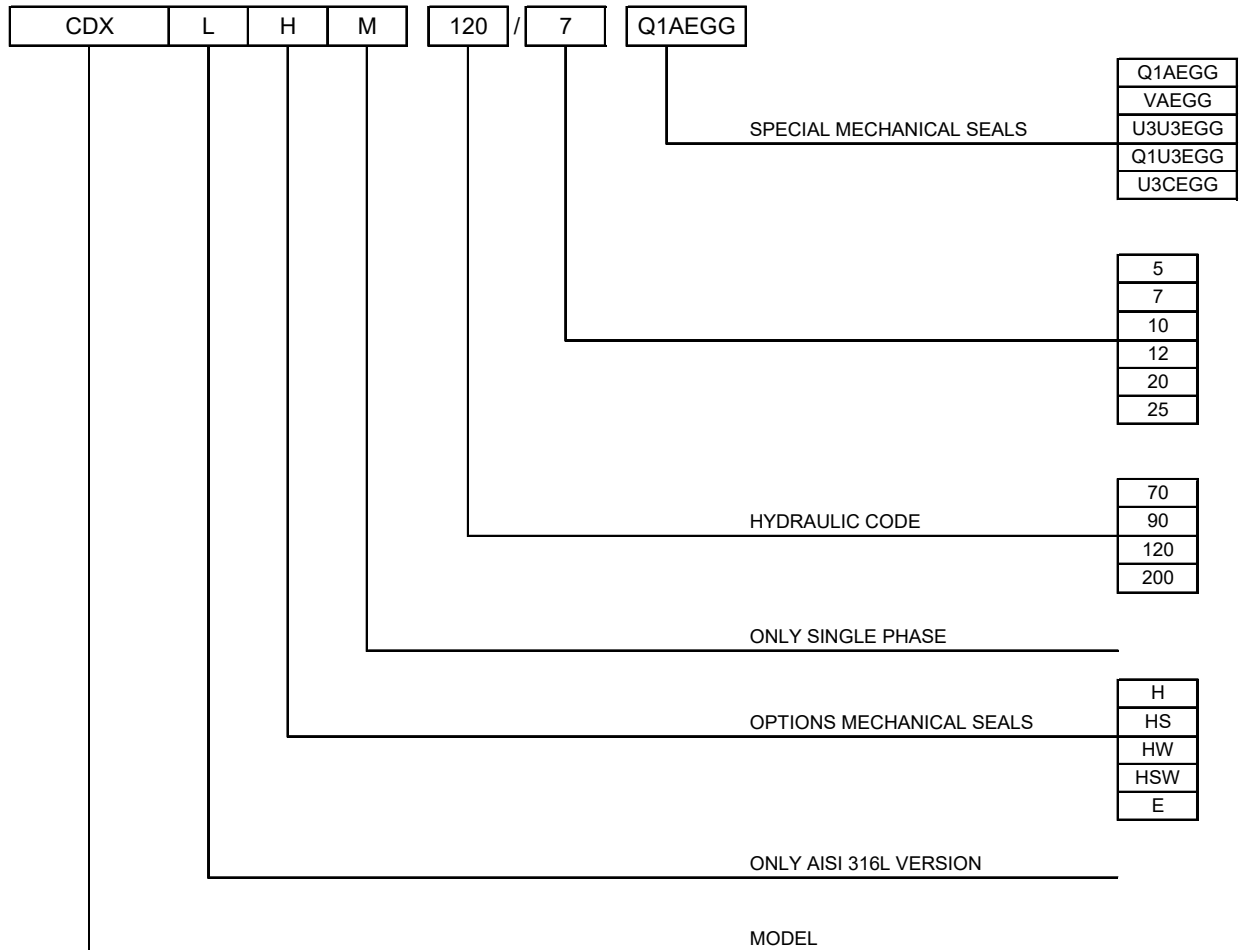 CDX L H M 120 / 7 Q1AEGG
Q1AEGG
VAEGG
SPECIAL MECHANICAL SEALS U3U3EGG
Q1U3EGG
U3CEGG
5
7
10
12
20
25
70
HYDRAULIC CODE 90
120
200
ONLY SINGLE PHASE
H
OPTIONS MECHANICAL SEALS HS
HW
HSW
E
ONLY AISI 316L VERSION
MODEL